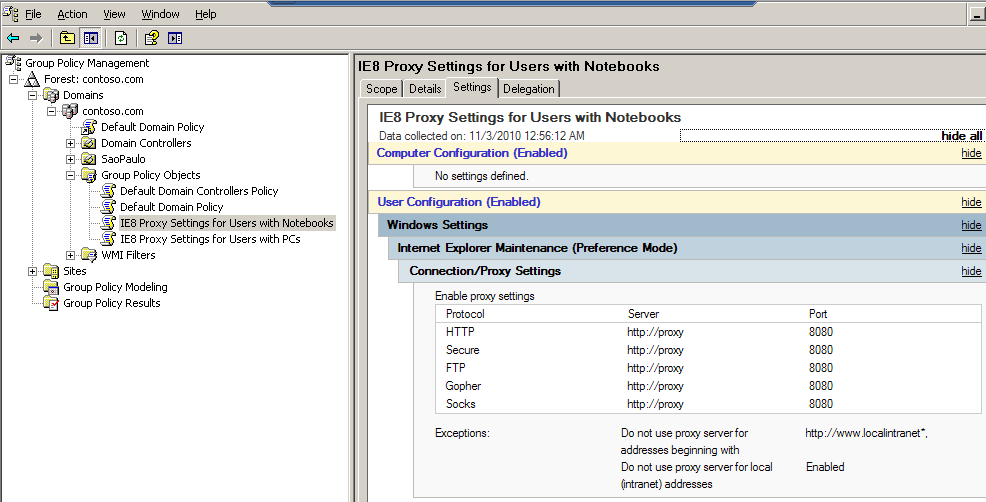 File Action View Window Help
Group Policy Management
Forest: contoso.com
Domains
contoso.com
Default Domain Policy
Domain Controllers
SaoPaulo
Group Policy Objects
Default Domain Controllers Policy
Default Domain Policy
IE8 Proxy Settings for Users with Notebooks
IE8 Proxy Settings for Users with PCs
WMI Filters
Sites
Group Policy Modeling
Group Policy Results
IE8 Proxy Settings for Users with Notebooks
Scope Details Settings Delegation
IE8 Proxy Settings for Users with Notebooks
Data collected on: 11/3/2010 12:56:12 AM hide all
Computer Configuration (Enabled) hide
No settings defined.
User Configuration (Enabled) hide
Windows Settings hide
Internet Explorer Maintenance (Preference Mode) hide
Connection/Proxy Settings hide
Enable proxy settings
Protocol Server Port
HTTP http://proxy 8080
Secure http://proxy 8080
FTP http://proxy 8080
Gopher http://proxy 8080
Socks http://proxy 8080
Exceptions: Do not use proxy server for http://www.localintranet*,
addresses beginning with
Do not use proxy server for local Enabled
(intranet) addresses